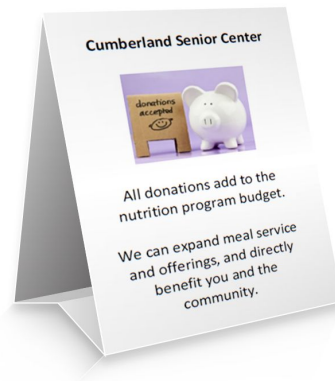 Cumberland Senior Center
donations
accepted
All donations add to the
nutrition program budget.
We can expand meal service
and offerings, and directly
benefit you and the
community.